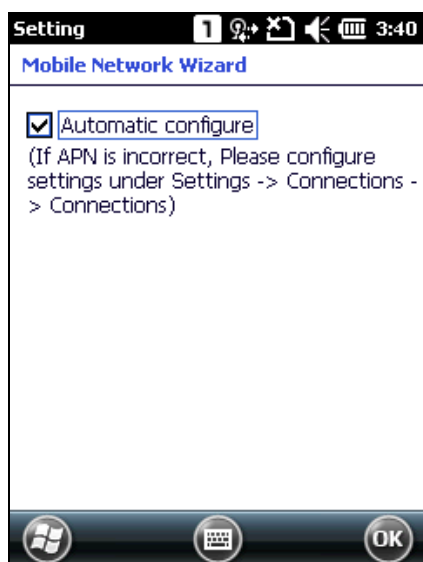 Setting 1 3:40
Mobile Network Wizard
Automatic configure
(If APN is incorrect, Please configure
settings under Settings -> Connections -
> Connections)
OK